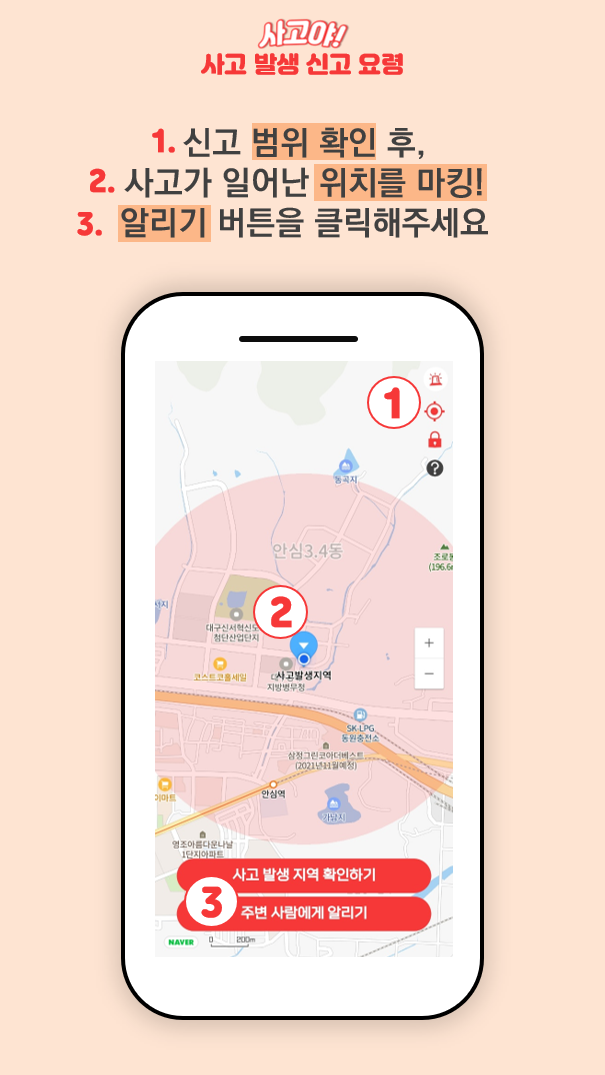 사고야!
사고 발생 신고 요령
1. 신고 범위 확인 후,
2. 사고가 일어난 위치를 마킹!
3. 알리기 버튼을 클릭해주세요
1
?
동곡지
안심3.4동
조로봉
(196.6m
2
서지
대구신서혁신도
첨단산업단지
+
사고발생지역
코스트코홀세일
지방병무청
−
SK LPG
동원충전소
삼정그린코아더베스트
(2021년11월예정)
이마트
안심역
가남지
영조아름다운나날
1단지아파트
사고 발생 지역 확인하기
3
주변 사람에게 알리기
NAVER
0 200m